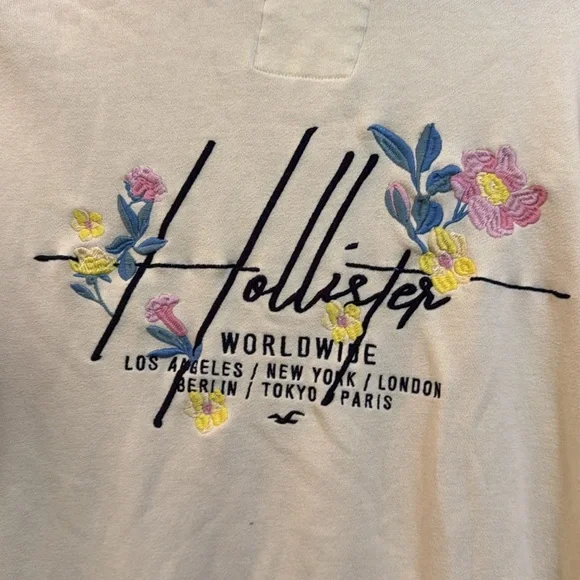 Hollister
WORLDWIDE
LOS ANGELES / NEW YORK / LONDON
BERLIN / TOKYO / PARIS